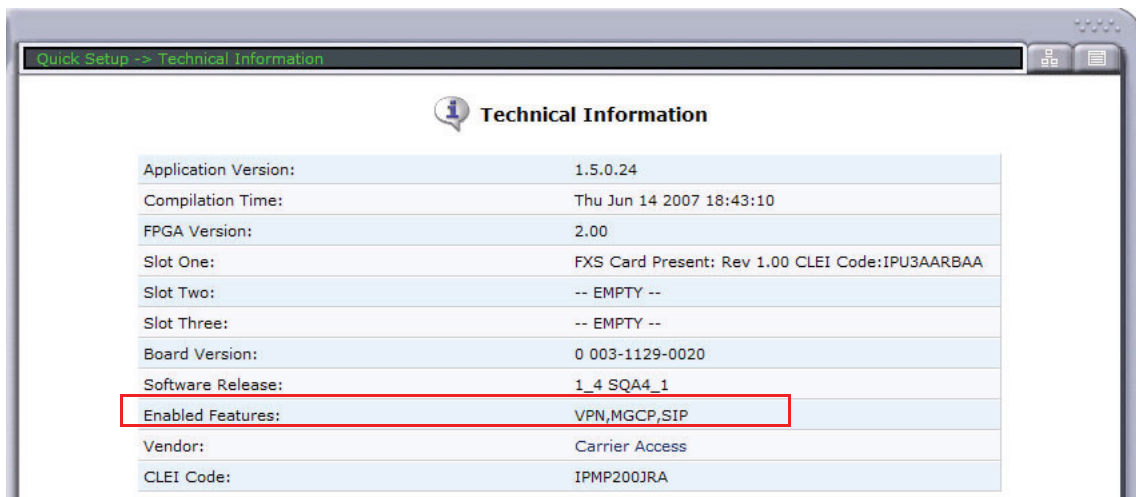 Quick Setup -> Technical Information
Technical Information
Application Version: 1.5.0.24
Compilation Time: Thu Jun 14 2007 18:43:10
FPGA Version: 2.00
Slot One: FXS Card Present: Rev 1.00 CLEI Code:IPU3AARBAA
Slot Two: -- EMPTY --
Slot Three: -- EMPTY --
Board Version: 0 003-1129-0020
Software Release: 1_4 SQA4_1
Enabled Features: VPN,MGCP,SIP
Vendor: Carrier Access
CLEI Code: IPMP200JRA